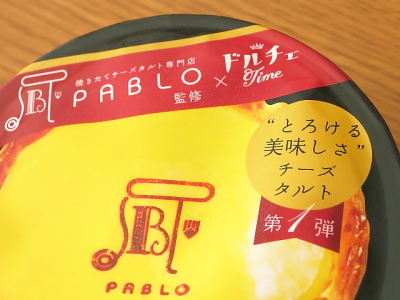 焼きたてチーズタルト専門店
PABLO
監修
×
ドルチェ
Time
“とろける
美味しさ”
チーズ
タルト
第1弾
PABLO